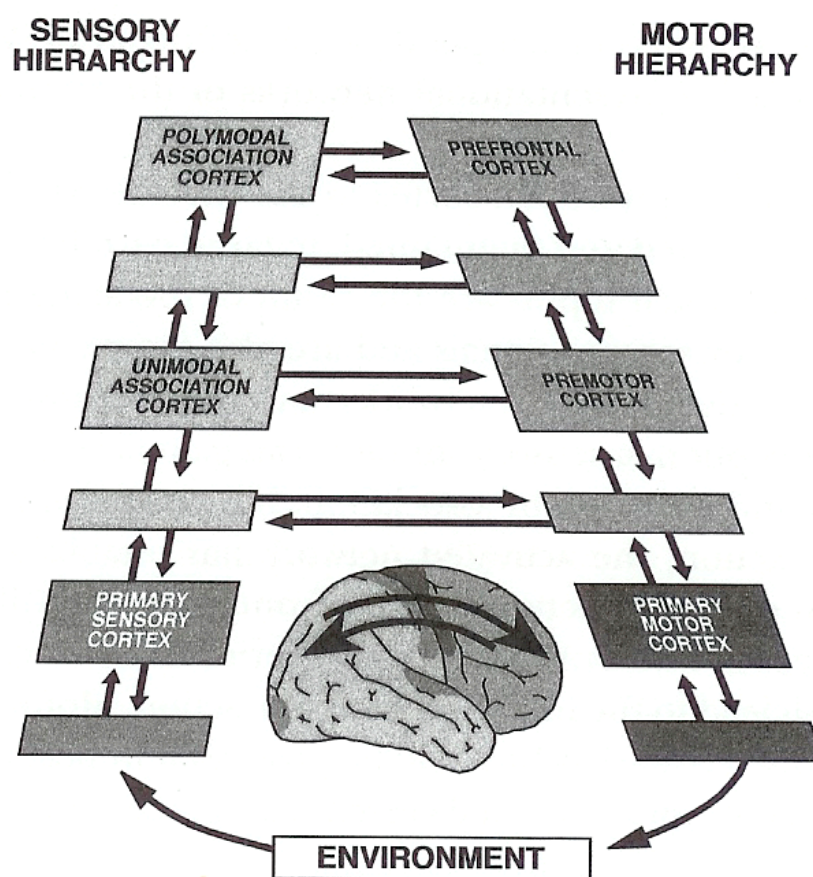 SENSORY
HIERARCHY
MOTOR
HIERARCHY
POLYMODAL
ASSOCIATION
CORTEX
PREFRONTAL
CORTEX
UNIMODAL
ASSOCIATION
CORTEX
PREMOTOR
CORTEX
PRIMARY
SENSORY
CORTEX
PRIMARY
MOTOR
CORTEX
ENVIRONMENT